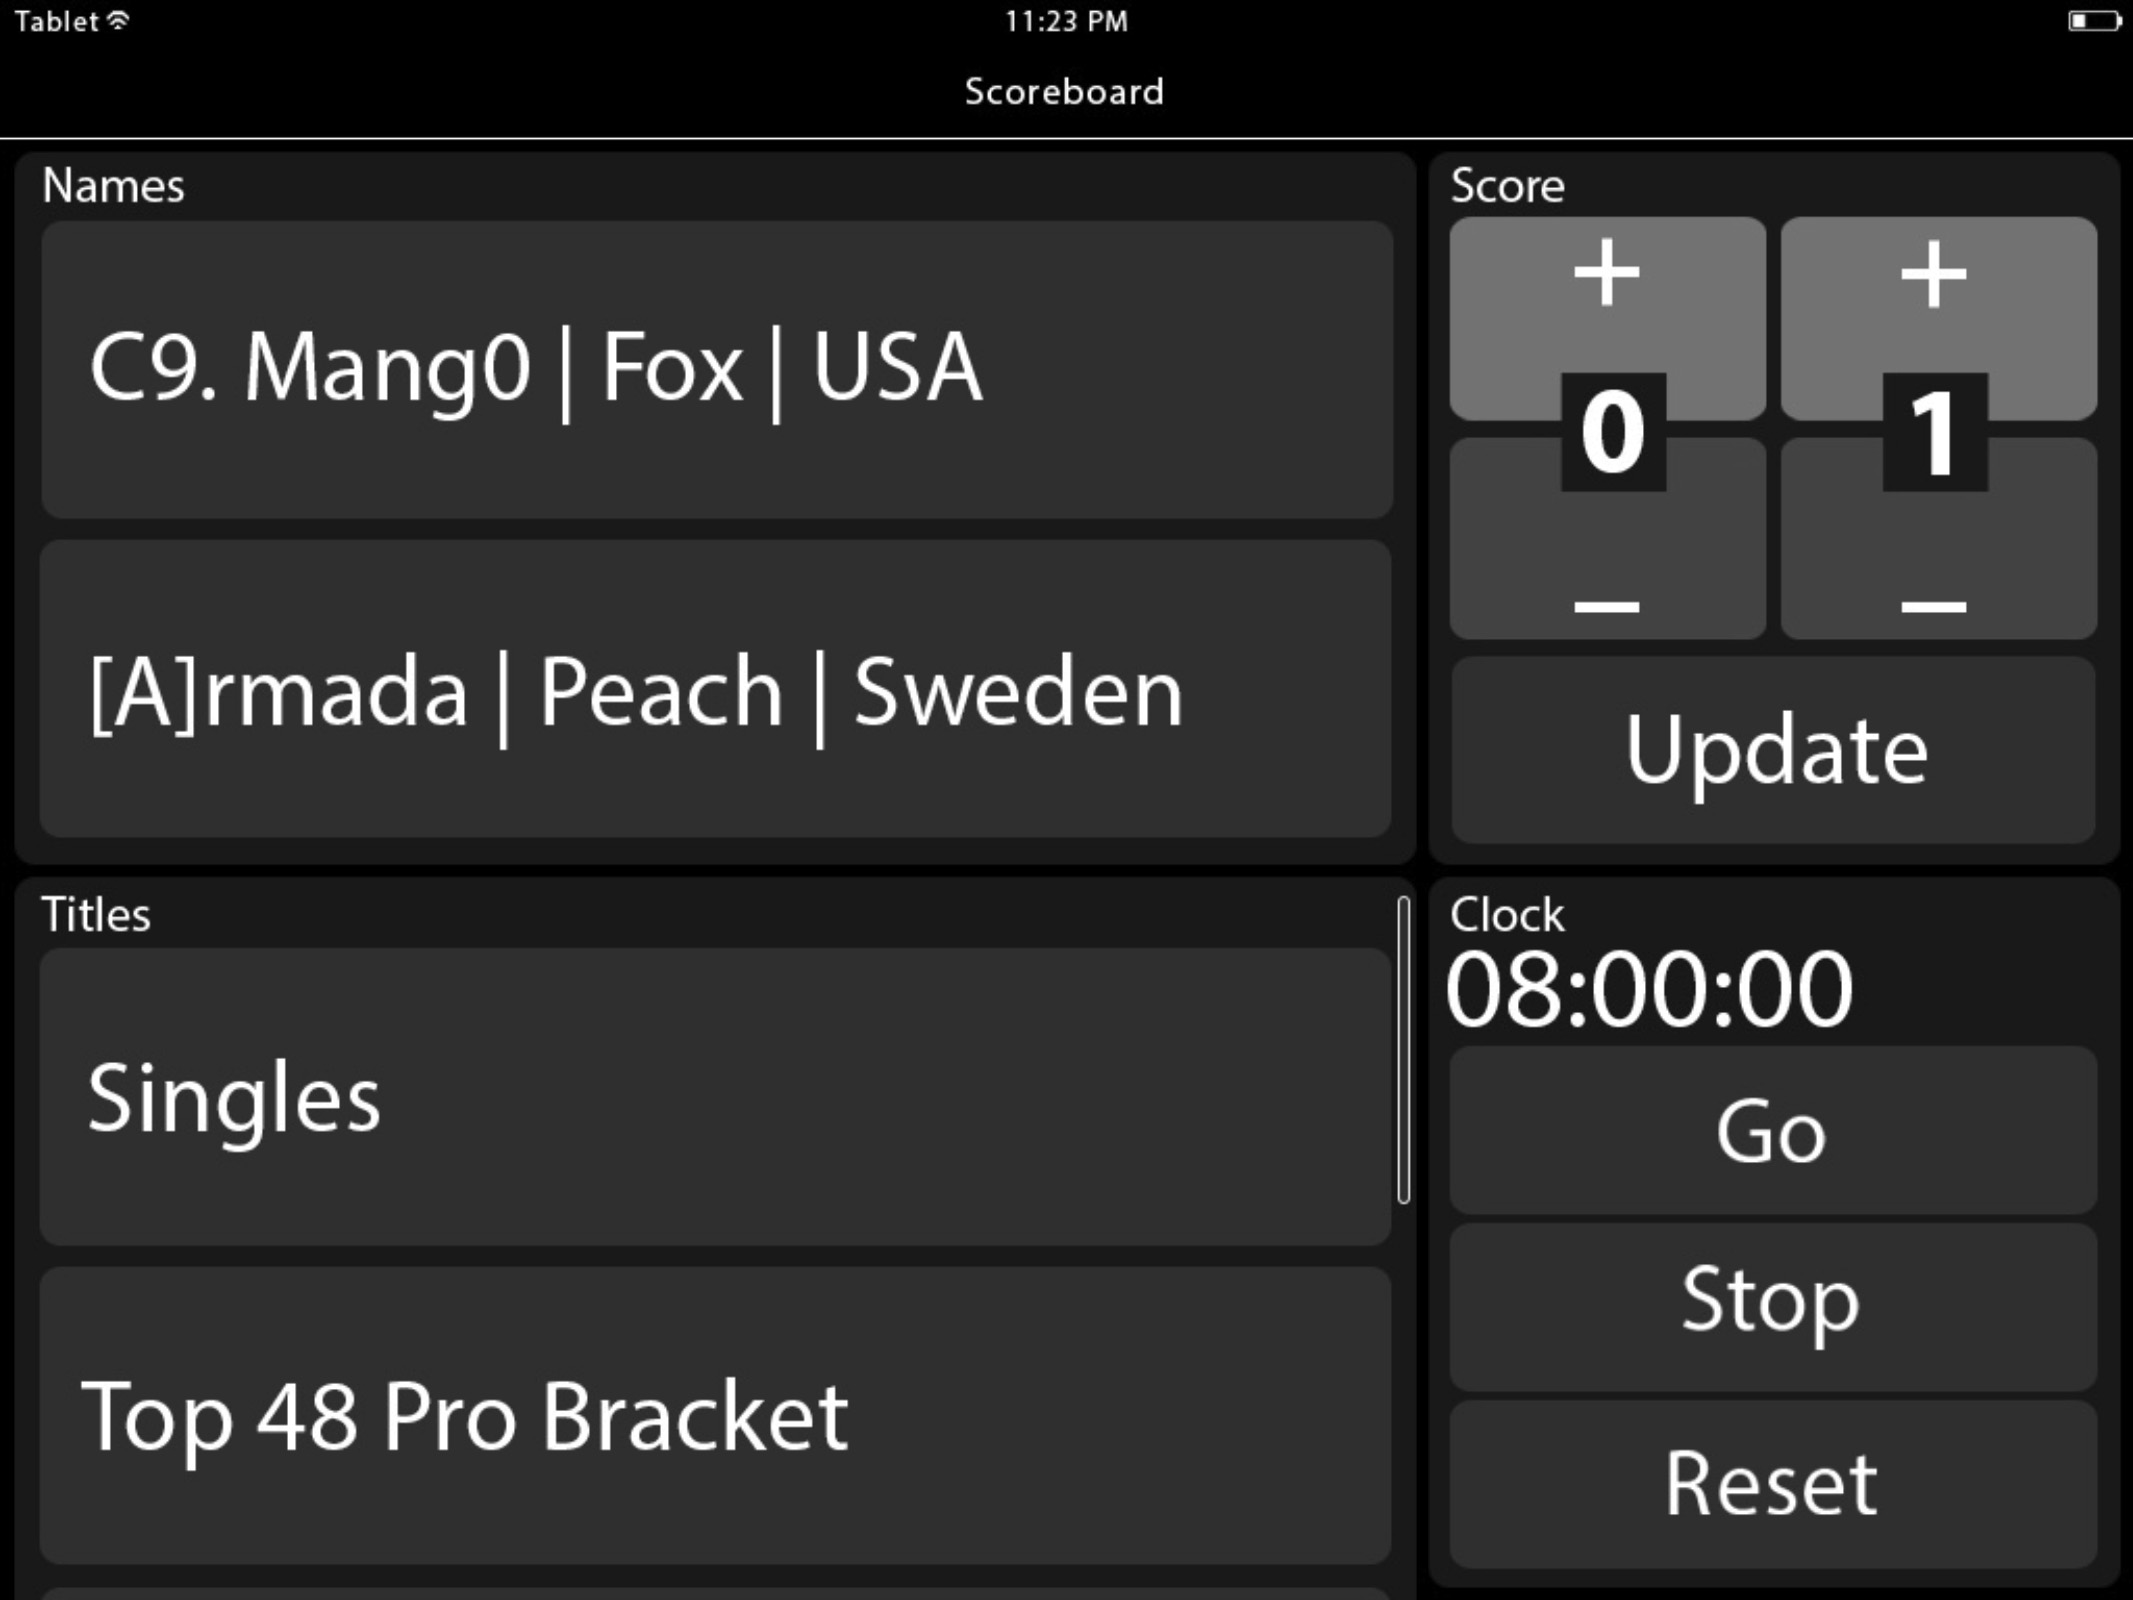 Tablet
11:23 PM
Scoreboard
Names
C9. Mang0 | Fox | USA
[A]rmada | Peach | Sweden
Score
+ +
0 1
– –
Update
Titles
Singles
Top 48 Pro Bracket
Clock
08:00:00
Go
Stop
Reset